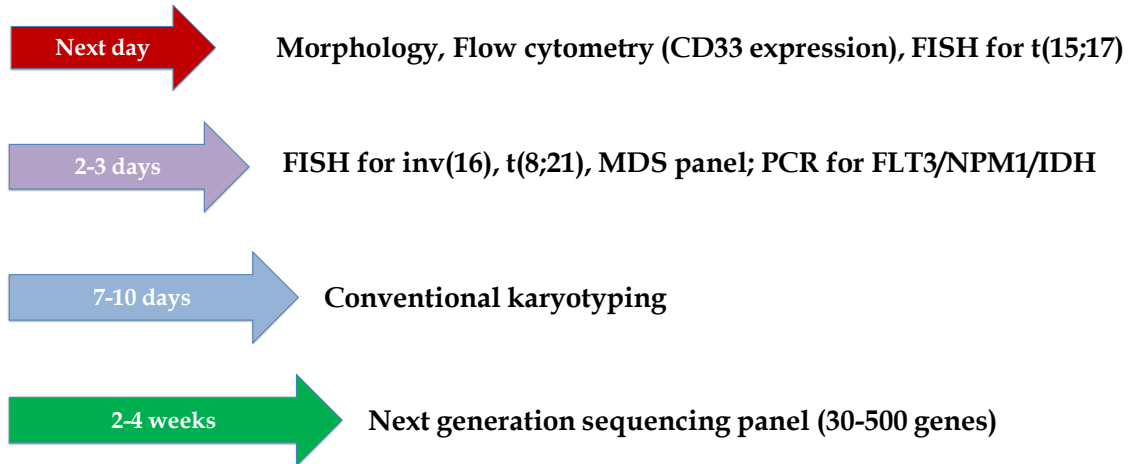 Next day
Morphology, Flow cytometry (CD33 expression), FISH for t(15;17)
2-3 days
FISH for inv(16), t(8;21), MDS panel; PCR for FLT3/NPM1/IDH
7-10 days
Conventional karyotyping
2-4 weeks
Next generation sequencing panel (30-500 genes)